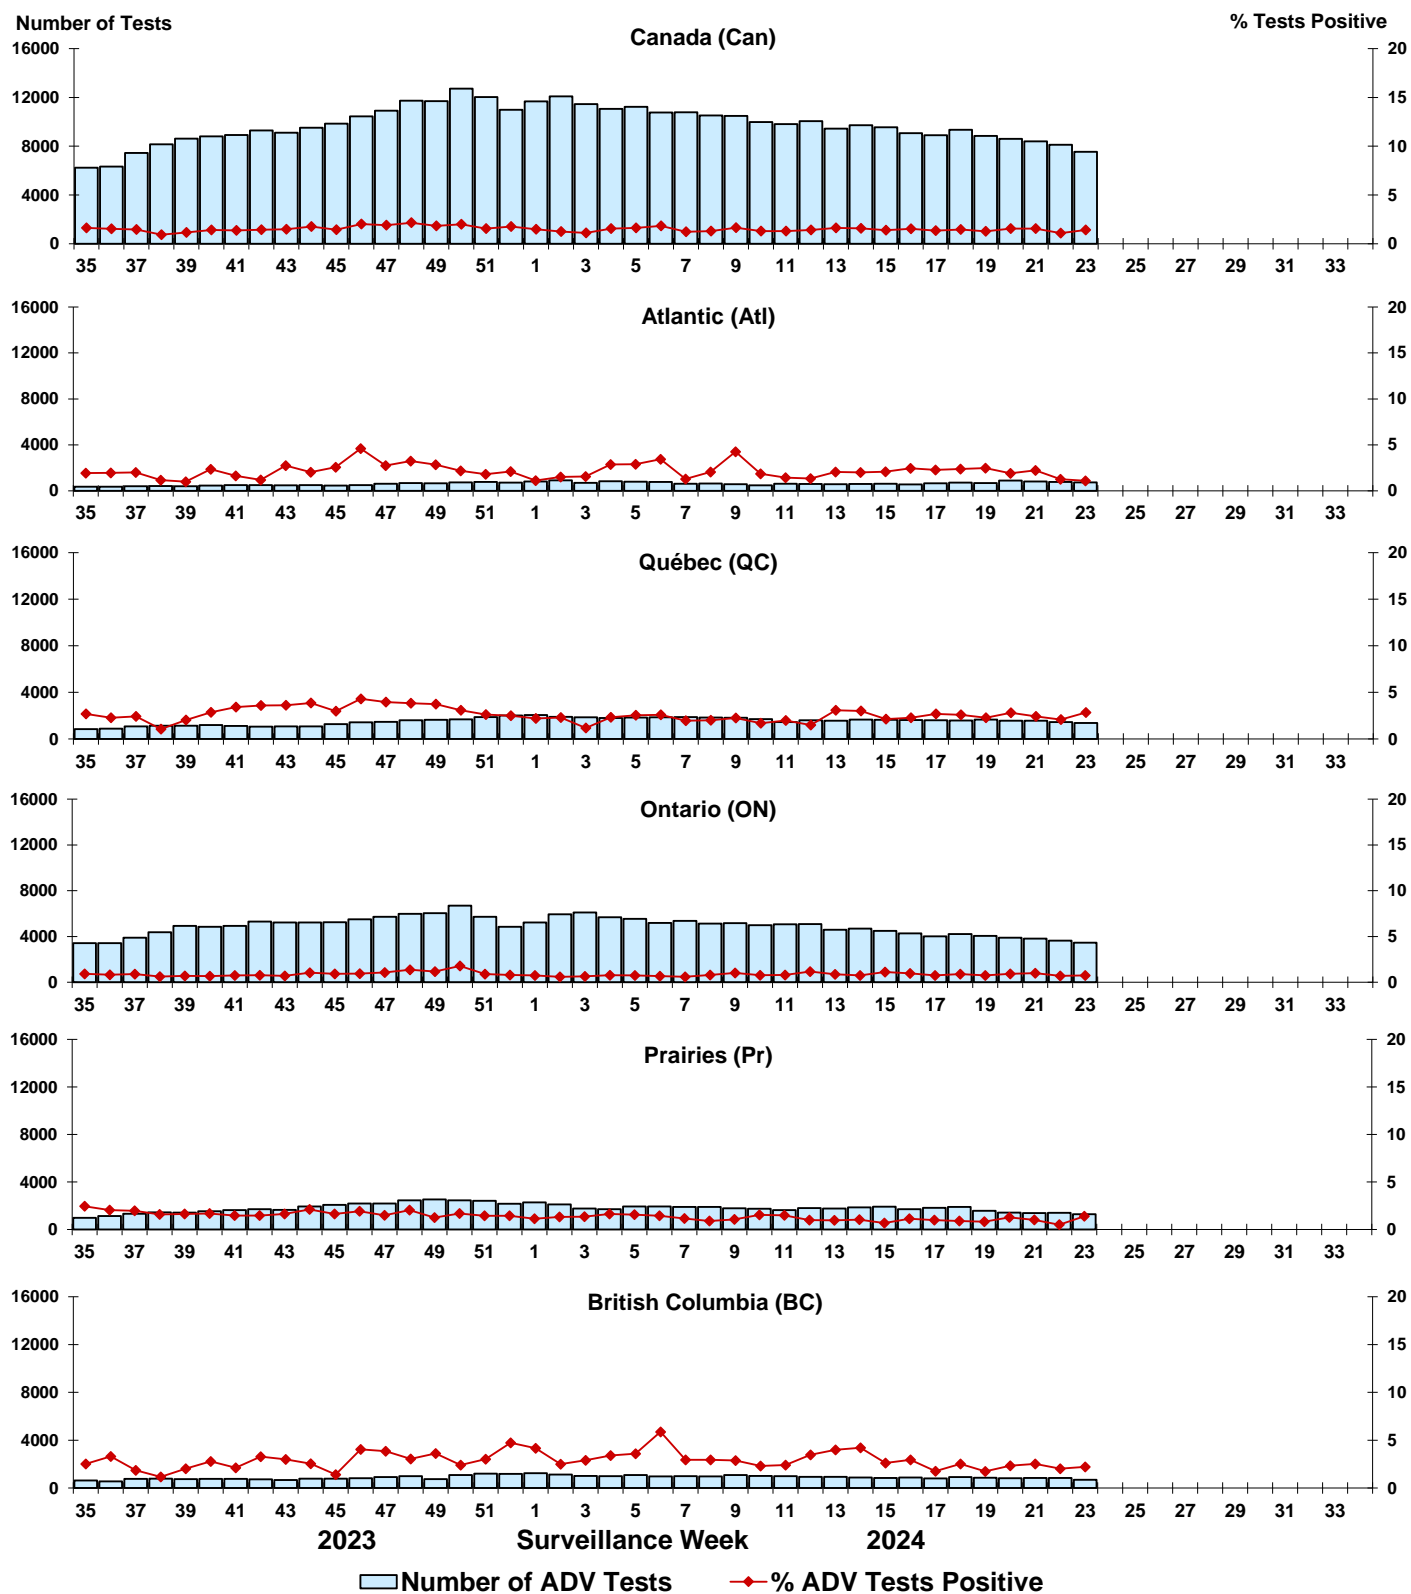 Number of Tests % Tests Positive
Canada (Can)
16000 20
12000 15
8000 10
4000 5
0 0
35 37 39 41 43 45 47 49 51 1 3 5 7 9 11 13 15 17 19 21 23 25 27 29 31 33
Atlantic (Atl)
16000 20
12000 15
8000 10
4000 5
0 0
35 37 39 41 43 45 47 49 51 1 3 5 7 9 11 13 15 17 19 21 23 25 27 29 31 33
Québec (QC)
16000 20
12000 15
8000 10
4000 5
0 0
35 37 39 41 43 45 47 49 51 1 3 5 7 9 11 13 15 17 19 21 23 25 27 29 31 33
Ontario (ON)
16000 20
12000 15
8000 10
4000 5
0 0
35 37 39 41 43 45 47 49 51 1 3 5 7 9 11 13 15 17 19 21 23 25 27 29 31 33
Prairies (Pr)
16000 20
12000 15
8000 10
4000 5
0 0
35 37 39 41 43 45 47 49 51 1 3 5 7 9 11 13 15 17 19 21 23 25 27 29 31 33
British Columbia (BC)
16000 20
12000 15
8000 10
4000 5
0 0
35 37 39 41 43 45 47 49 51 1 3 5 7 9 11 13 15 17 19 21 23 25 27 29 31 33
2023 Surveillance Week 2024
Number of ADV Tests % ADV Tests Positive